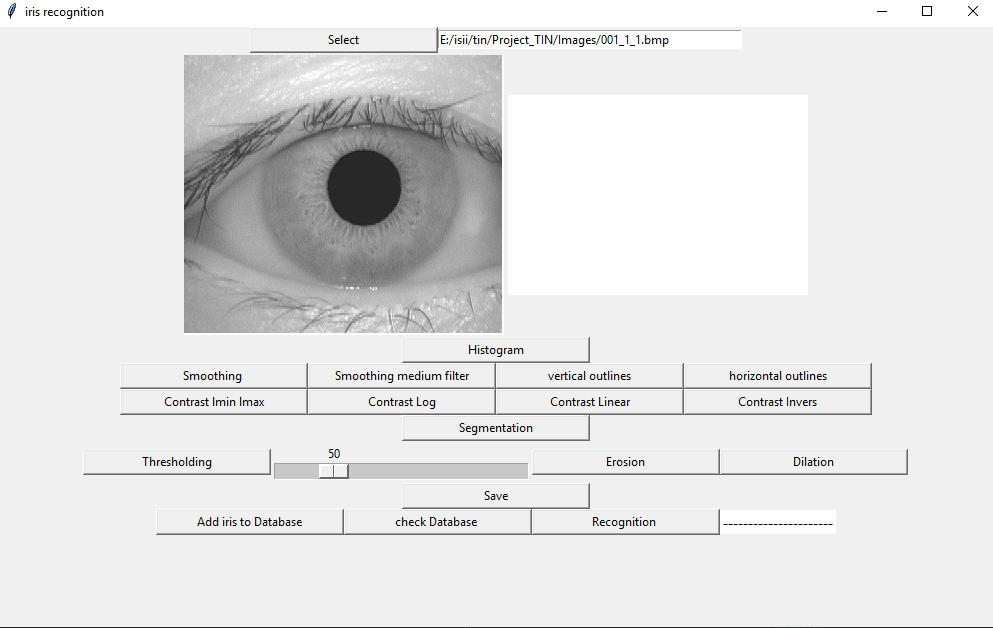 iris recognition
Select E:/isii/tin/Project_TIN/Images/001_1_1.bmp
Histogram
Smoothing Smoothing medium filter vertical outlines horizontal outlines
Contrast Imin Imax Contrast Log Contrast Linear Contrast Invers
Segmentation
50
Thresholding Erosion Dilation
Save
Add iris to Database check Database Recognition ----------------------